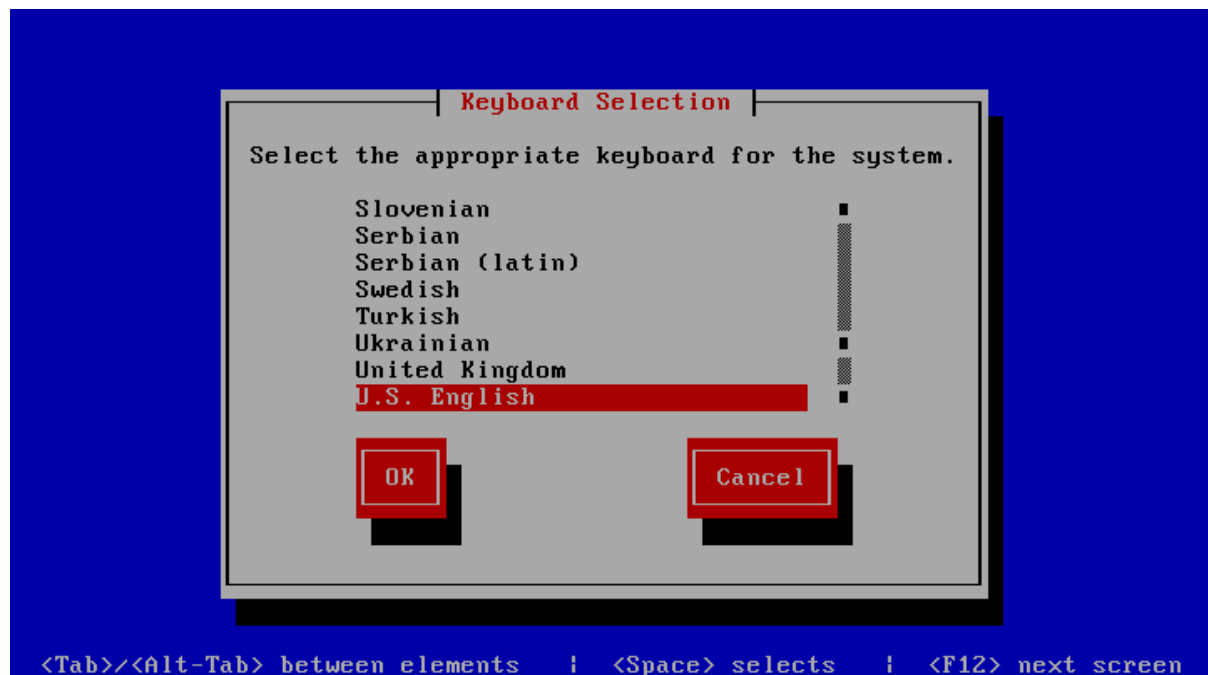 Keyboard Selection
Select the appropriate keyboard for the system.
Slovenian
Serbian
Serbian (latin)
Swedish
Turkish
Ukrainian
United Kingdom
U.S. English
OK Cancel
<Tab>/<Alt-Tab> between elements | <Space> selects | <F12> next screen